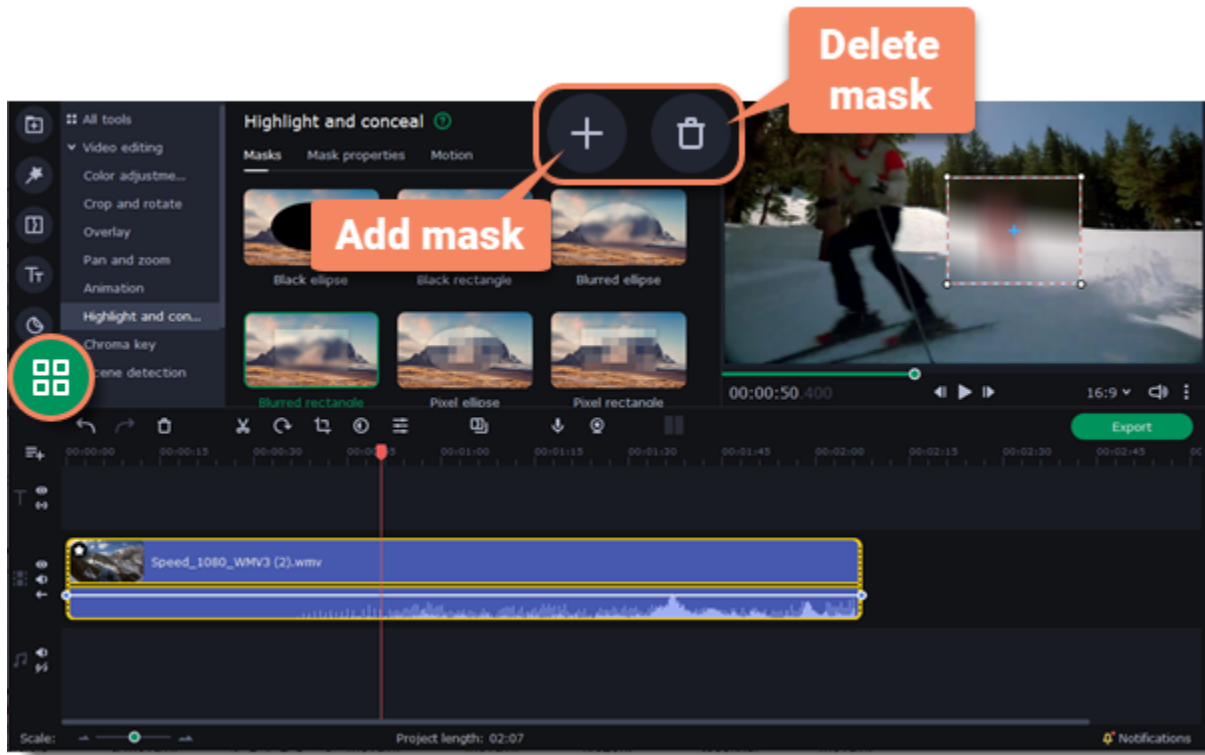 Delete
mask
All tools
Highlight and conceal
Video editing
Masks Mask properties Motion
Color adjustme...
Crop and rotate
Add mask
Overlay
Pan and zoom
Black ellipse Black rectangle Blurred ellipse
Animation
Highlight and con...
Chroma key
Scene detection
00:00:50.400
16:9
Blurred rectangle Pixel ellipse Pixel rectangle
Export
00:00:00 00:00:15 00:00:30 00:01:00 00:01:15 00:01:30 00:01:45 00:02:00 00:02:15 00:02:30 00:02:45
Speed_1080_WMV3 (2).wmv
Scale:
Project length: 02:07
Notifications